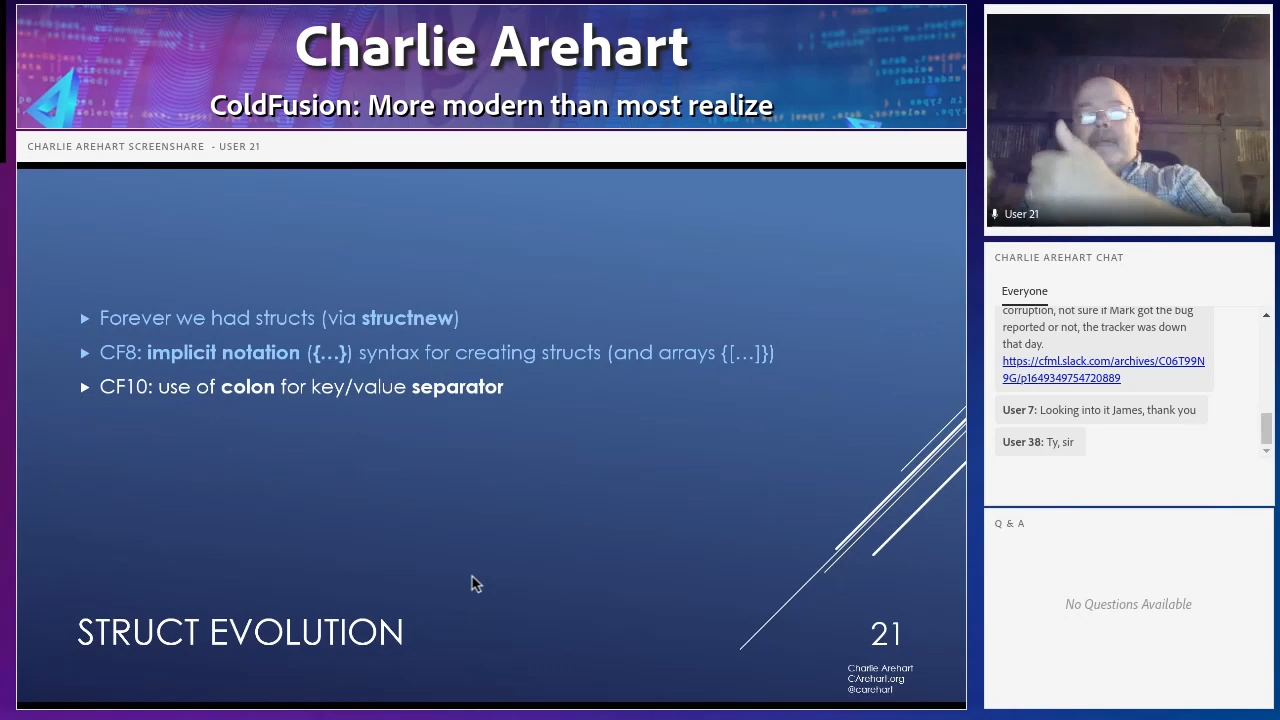 Charlie Arehart
ColdFusion: More modern than most realize
CHARLIE AREHART SCREENSHARE - USER 21
Forever we had structs (via structnew)
CF8: implicit notation ({...}) syntax for creating structs (and arrays {[...]})
CF10: use of colon for key/value separator
STRUCT EVOLUTION
21
Charlie Arehart
CArehart.org
@carehart
User 21
CHARLIE AREHART CHAT
Everyone
corruption, not sure if Mark got the bug
reported or not, the tracker was down
that day.
https://cfml.slack.com/archives/C06T99N
9G/p1649349754720889
User 7: Looking into it James, thank you
User 38: Ty, sir
Q & A
No Questions Available